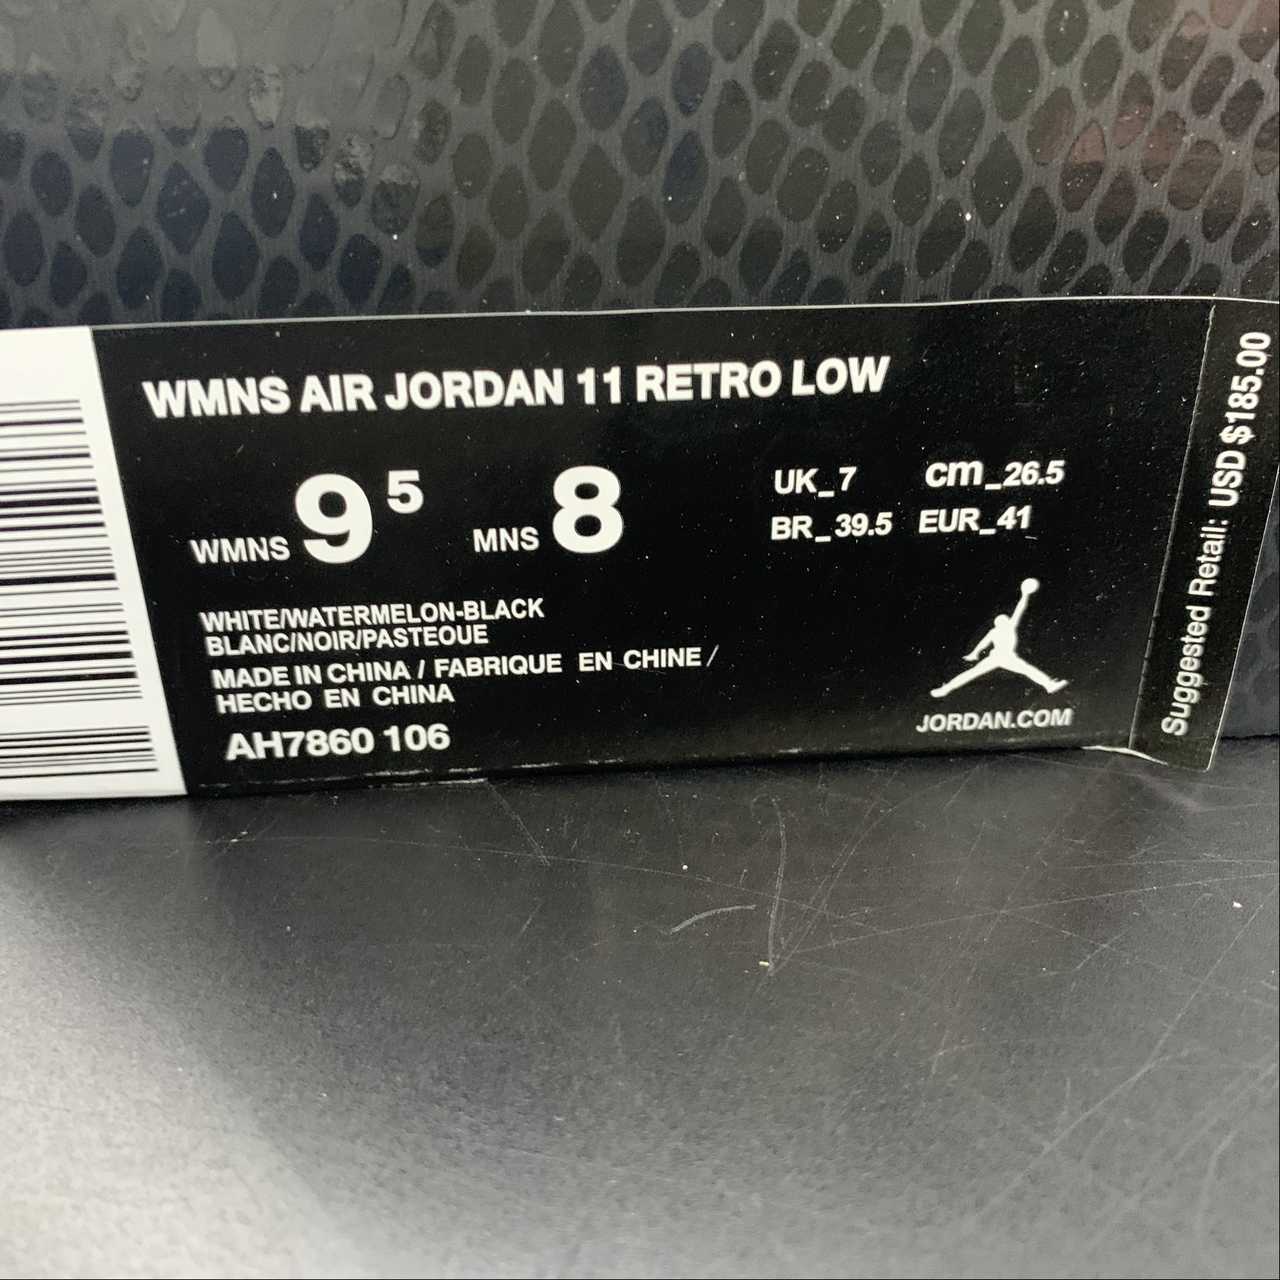 WMNS AIR JORDAN 11 RETRO LOW
WMNS 9 5 MNS 8
UK_7 cm_26.5
BR_39.5 EUR_41
WHITE/WATERMELON-BLACK
BLANC/NOIR/PASTEOUE
MADE IN CHINA / FABRIQUE EN CHINE /
HECHO EN CHINA
AH7860 106
JORDAN.COM
Suggested Retail: USD $185.00